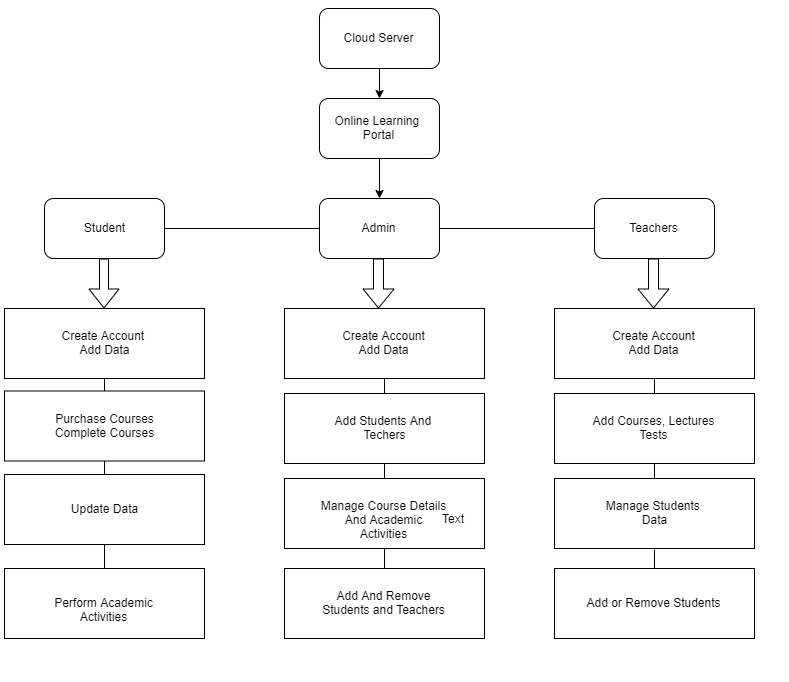 Cloud Server
Online Learning
Portal
Student
Admin
Teachers
Create Account
Add Data
Create Account
Add Data
Create Account
Add Data
Purchase Courses
Complete Courses
Add Students And
Techers
Add Courses, Lectures
Tests
Update Data
Manage Course Details
And Academic
Activities
Text
Manage Students
Data
Perform Academic
Activities
Add And Remove
Students and Teachers
Add or Remove Students